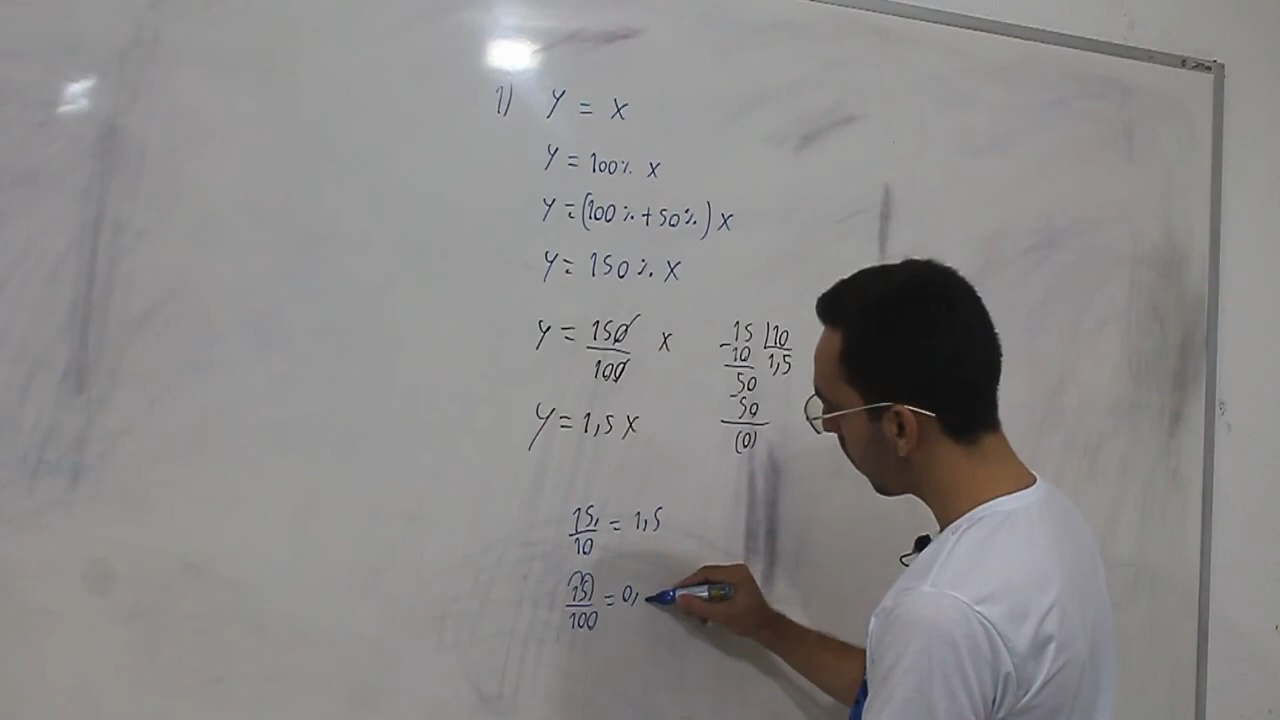 1) y = x
y = 100% x
y = (100% + 50%) x
y = 150% x
y = 150/100 x
y = 1,5 x
15 | 10
-10 1,5
50
-50
(0)
15,/10 = 1,5
15/100 = 0,